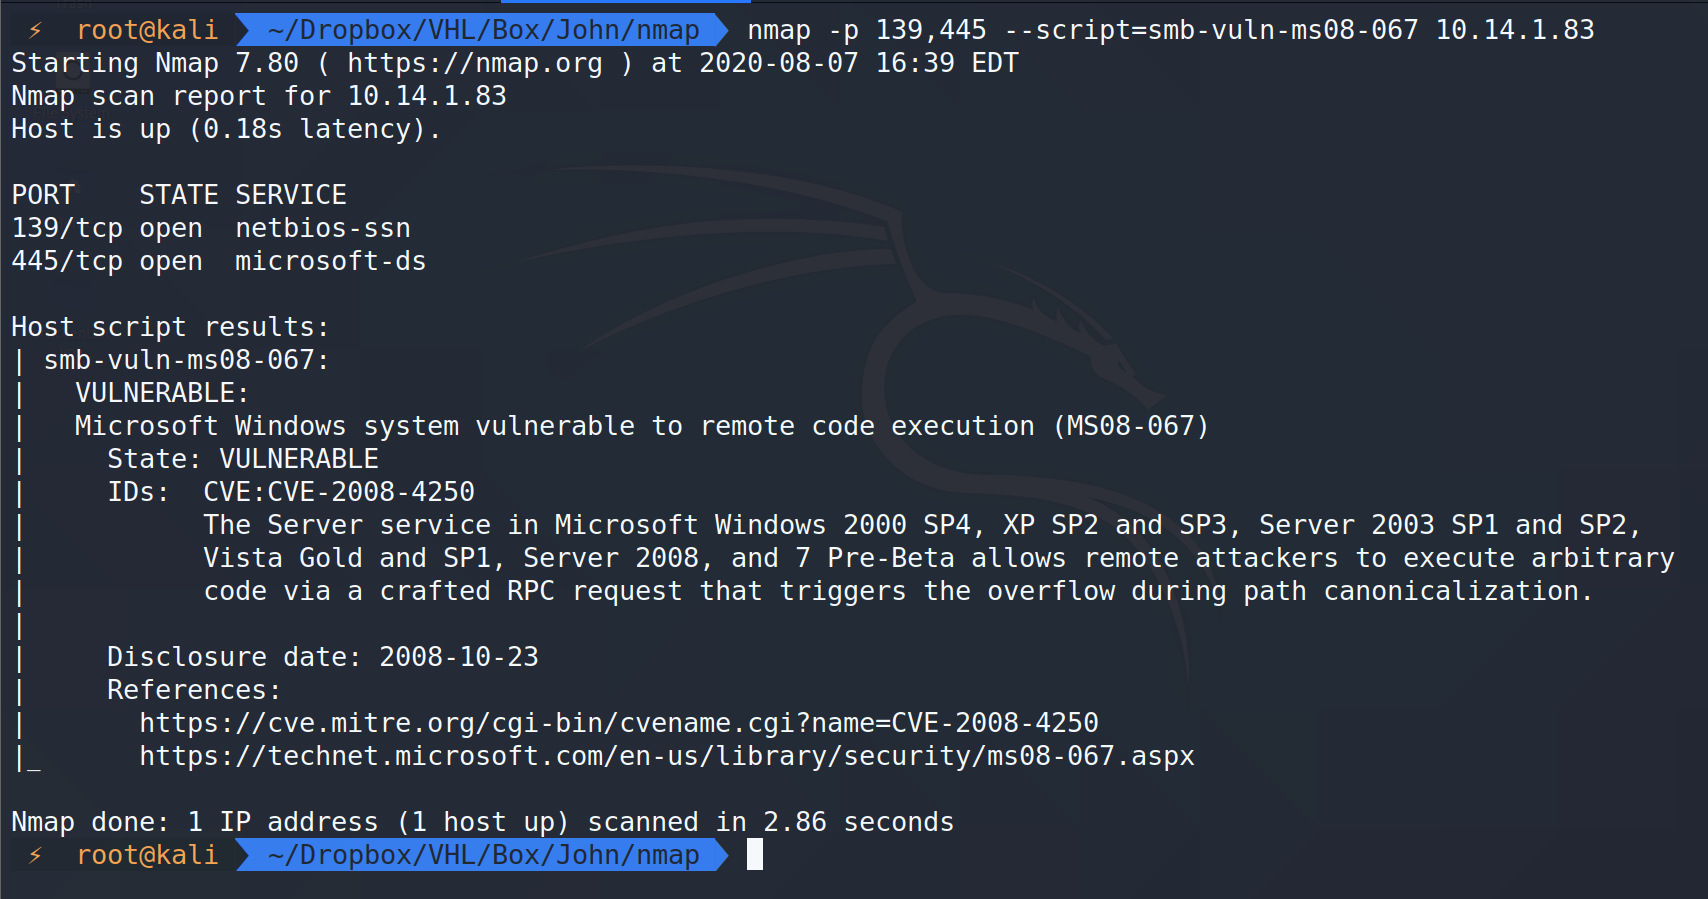 ⚡ root@kali ~/Dropbox/VHL/Box/John/nmap nmap -p 139,445 --script=smb-vuln-ms08-067 10.14.1.83
Starting Nmap 7.80 ( https://nmap.org ) at 2020-08-07 16:39 EDT
Nmap scan report for 10.14.1.83
Host is up (0.18s latency).

PORT    STATE SERVICE
139/tcp open  netbios-ssn
445/tcp open  microsoft-ds

Host script results:
| smb-vuln-ms08-067:
|   VULNERABLE:
|   Microsoft Windows system vulnerable to remote code execution (MS08-067)
|     State: VULNERABLE
|     IDs:  CVE:CVE-2008-4250
|           The Server service in Microsoft Windows 2000 SP4, XP SP2 and SP3, Server 2003 SP1 and SP2,
|           Vista Gold and SP1, Server 2008, and 7 Pre-Beta allows remote attackers to execute arbitrary
|           code via a crafted RPC request that triggers the overflow during path canonicalization.
|
|     Disclosure date: 2008-10-23
|     References:
|       https://cve.mitre.org/cgi-bin/cvename.cgi?name=CVE-2008-4250
|_      https://technet.microsoft.com/en-us/library/security/ms08-067.aspx

Nmap done: 1 IP address (1 host up) scanned in 2.86 seconds
⚡ root@kali ~/Dropbox/VHL/Box/John/nmap